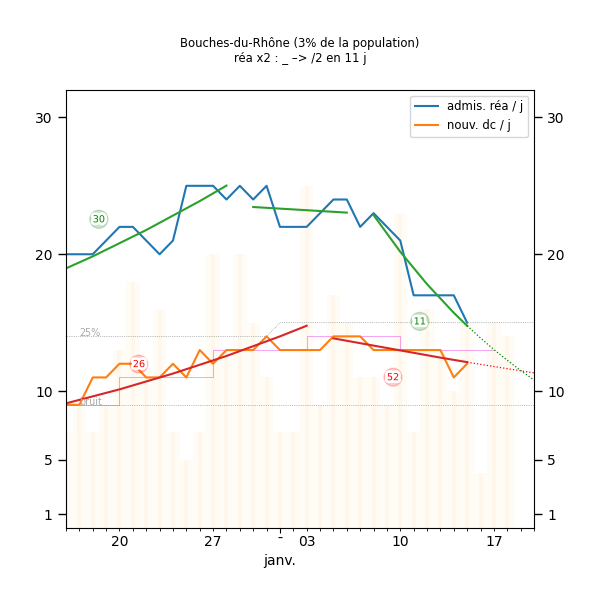 Bouches-du-Rhône (3% de la population)
réa x2 : _ –> /2 en 11 j
admis. réa / j
nouv. dc / j
30 30
30
20 20
11
25%
26
52
10 10
bruit
5 5
1 1
20 27 - 03 10 17
janv.